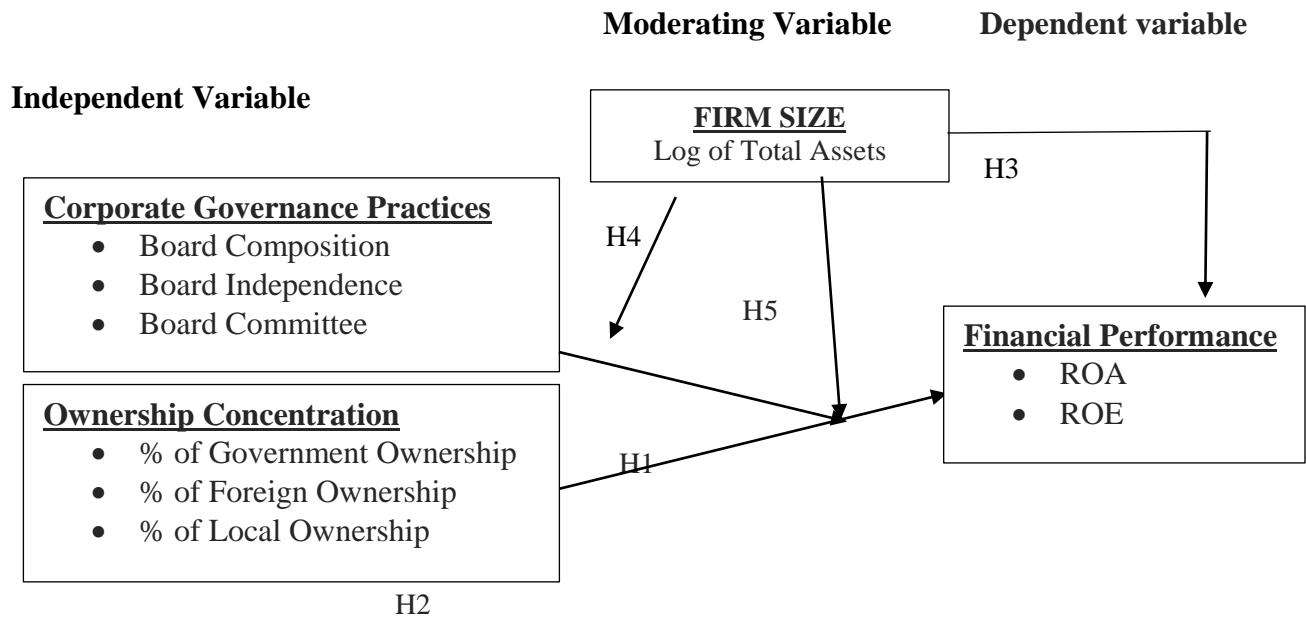 Moderating Variable
Dependent variable
Independent Variable
FIRM SIZE
Log of Total Assets
H3
Corporate Governance Practices
• Board Composition
• Board Independence
• Board Committee
H4
H5
Financial Performance
• ROA
• ROE
Ownership Concentration
• % of Government Ownership
• % of Foreign Ownership
• % of Local Ownership
H1
H2